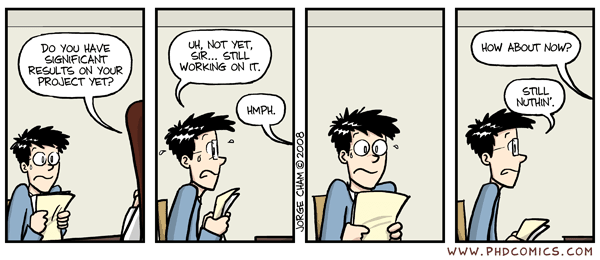 DO YOU HAVE
SIGNIFICANT
RESULTS ON YOUR
PROJECT YET?
UH, NOT YET,
SIR... STILL
WORKING ON IT.
HMPH.
JORGE CHAM © 2008
HOW ABOUT NOW?
STILL
NUTHIN'.
WWW.PHDCOMICS.COM